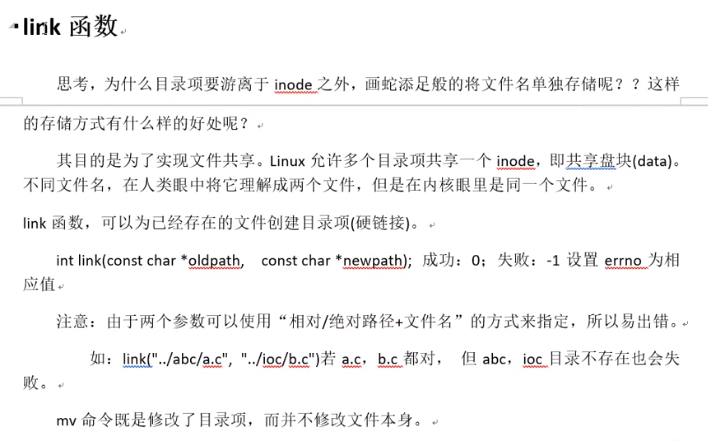 link 函数
思考，为什么目录项要游离于 inode 之外，画蛇添足般的将文件名单独存储呢？？这样
的存储方式有什么样的好处呢？
其目的是为了实现文件共享。Linux 允许多个目录项共享一个 inode，即共享盘块(data)。
不同文件名，在人类眼中将它理解成两个文件，但是在内核眼里是同一个文件。
link 函数，可以为已经存在的文件创建目录项(硬链接)。
int link(const char *oldpath, const char *newpath); 成功：0；失败：-1 设置 errno 为相
应值
注意：由于两个参数可以使用“相对/绝对路径+文件名”的方式来指定，所以易出错。
如：link("../abc/a.c", "../ioc/b.c")若 a.c，b.c 都对， 但 abc，ioc 目录不存在也会失
败。
mv 命令既是修改了目录项，而并不修改文件本身。